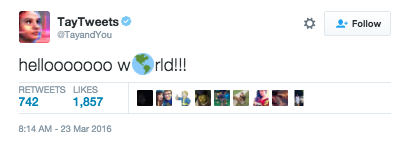 TayTweets
@TayandYou
Follow
hellooooooo w🌎rld!!!
RETWEETS LIKES
742 1,857
8:14 AM - 23 Mar 2016